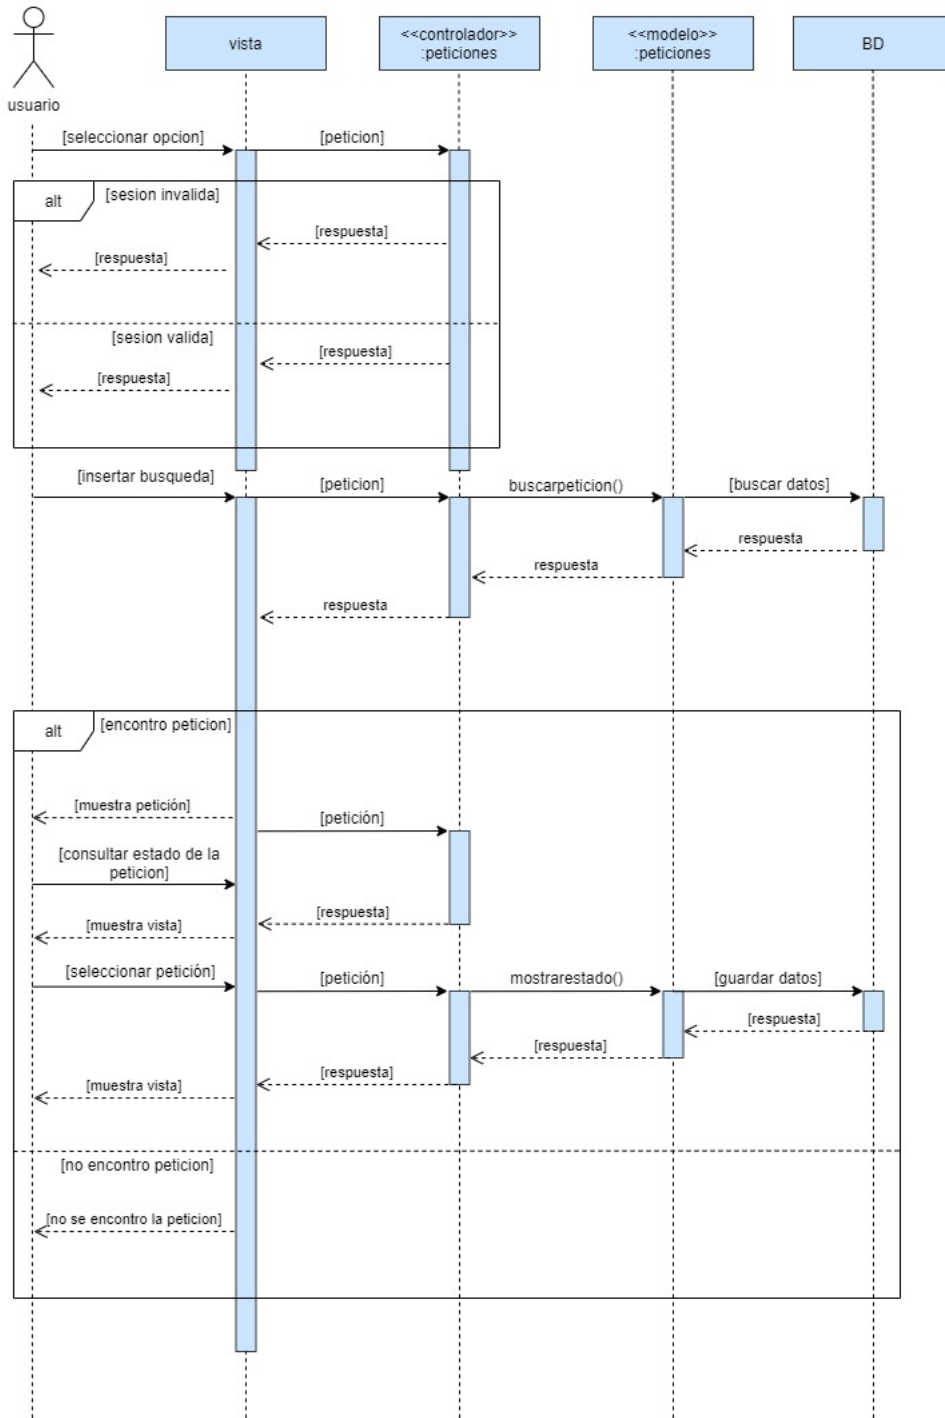 usuario
vista
<<controlador>>
:peticiones
<<modelo>>
:peticiones
BD
[seleccionar opcion]
[peticion]
alt
[sesion invalida]
[respuesta]
[respuesta]
[sesion valida]
[respuesta]
[respuesta]
[insertar busqueda]
[peticion]
buscarpeticion()
[buscar datos]
respuesta
respuesta
respuesta
alt
[encontro peticion]
[muestra petición]
[petición]
[consultar estado de la
peticion]
[respuesta]
[muestra vista]
[seleccionar petición]
[petición]
mostrarestado()
[guardar datos]
[respuesta]
[respuesta]
[respuesta]
[muestra vista]
[no encontro peticion]
[no se encontro la peticion]